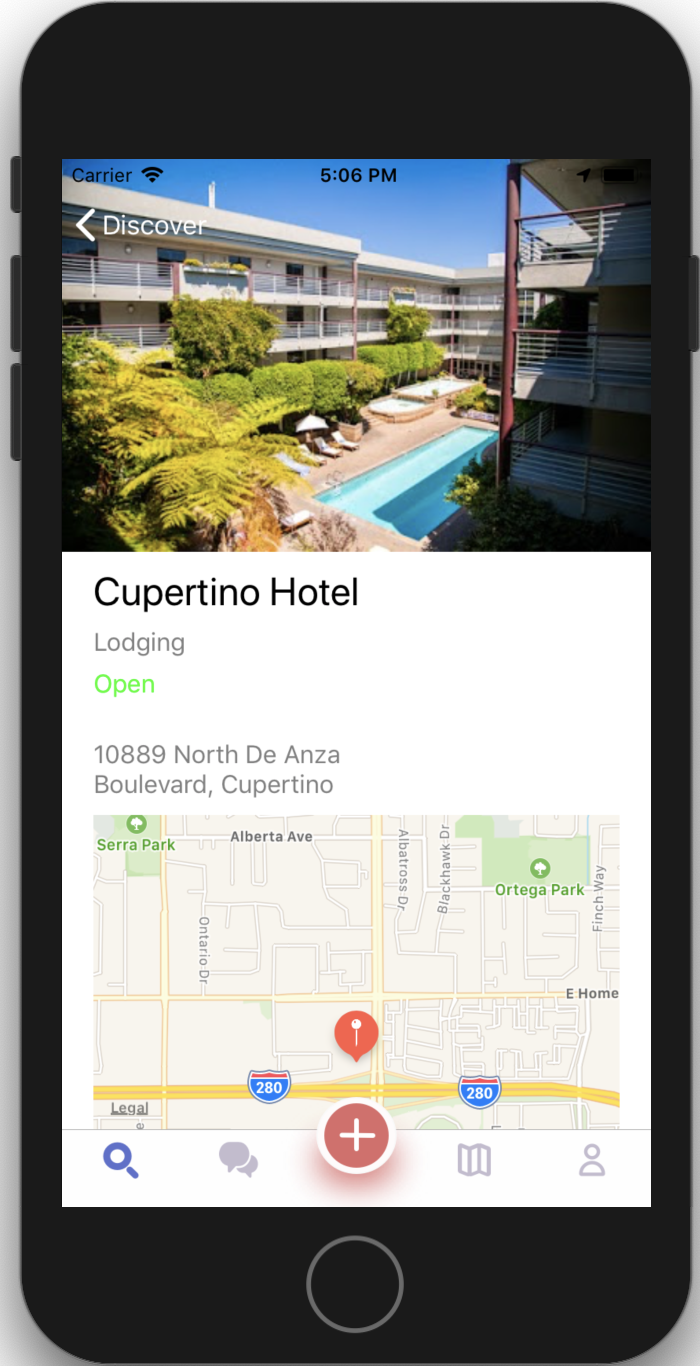 Carrier 5:06 PM
Discover
Cupertino Hotel
Lodging
Open
10889 North De Anza
Boulevard, Cupertino
Serra Park
Alberta Ave
Albatross Dr
Blackhawk Dr
Ortega Park
Finch Way
Ontario Dr
E Home
280
280
Legal